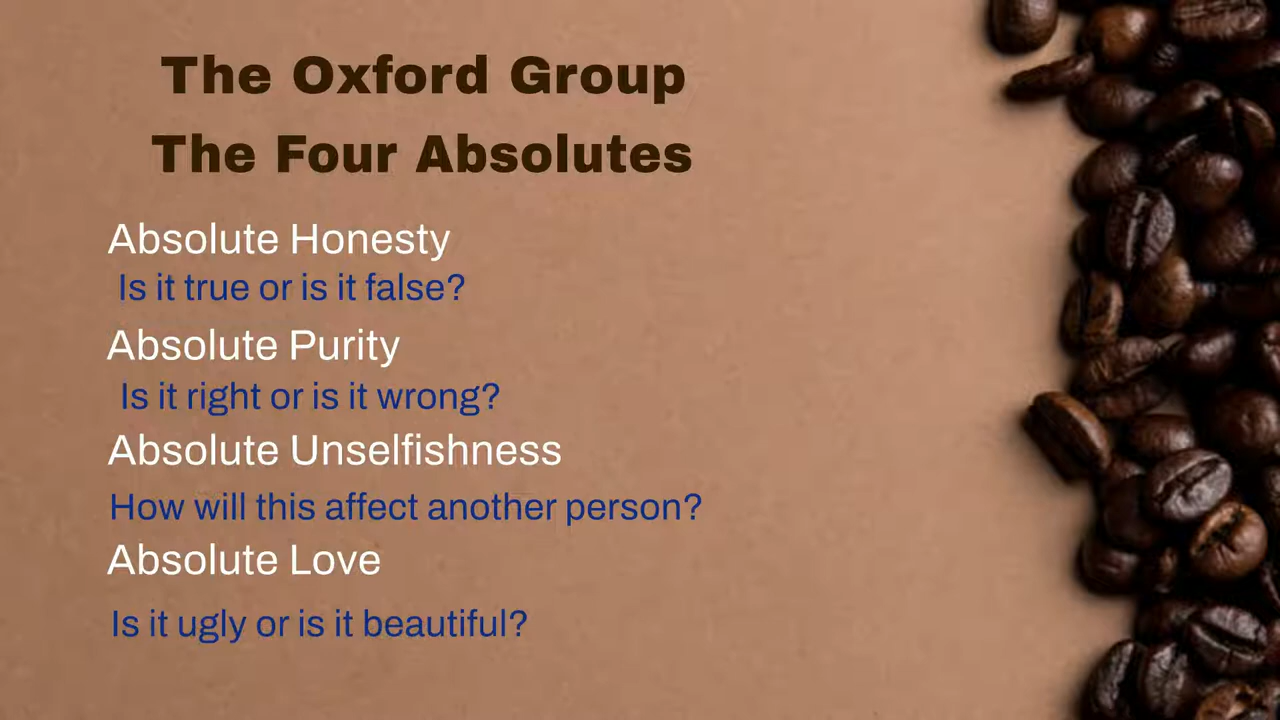 The Oxford Group
The Four Absolutes
Absolute Honesty
Is it true or is it false?
Absolute Purity
Is it right or is it wrong?
Absolute Unselfishness
How will this affect another person?
Absolute Love
Is it ugly or is it beautiful?